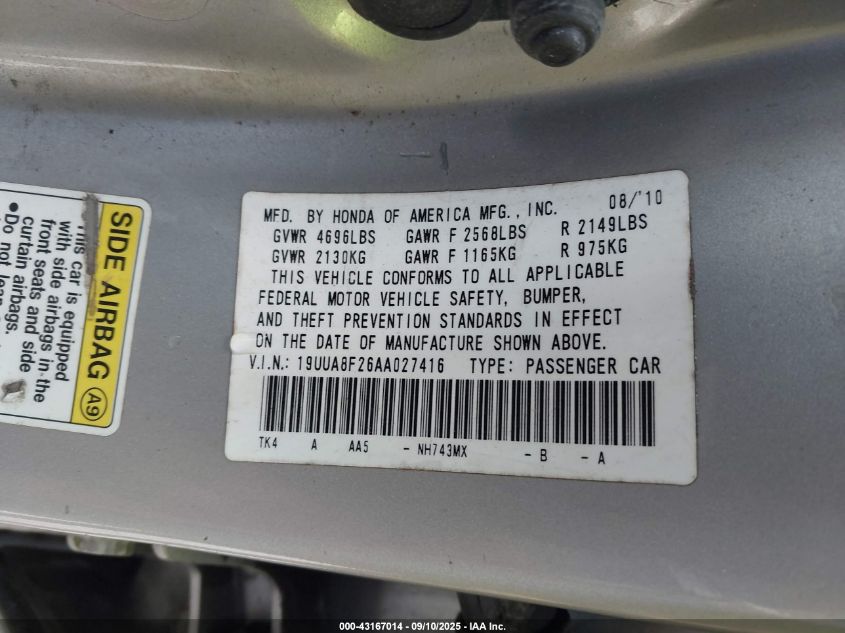 MFD. BY HONDA OF AMERICA MFG., INC. 08/'10
GVWR 4696LBS GAWR F 2568LBS R 2149LBS
GVWR 2130KG GAWR F 1165KG R 975KG
THIS VEHICLE CONFORMS TO ALL APPLICABLE
FEDERAL MOTOR VEHICLE SAFETY, BUMPER,
AND THEFT PREVENTION STANDARDS IN EFFECT
ON THE DATE OF MANUFACTURE SHOWN ABOVE.
V.I.N.: 19UUA8F26AA027416 TYPE: PASSENGER CAR
TK4 A AA5 - NH743MX - B - A
SIDE AIRBAG A9
This car is equipped
with side airbags in the
front seats and side
curtain airbags.
•Do not lean
000-43167014 - 09/10/2025 - IAA Inc.